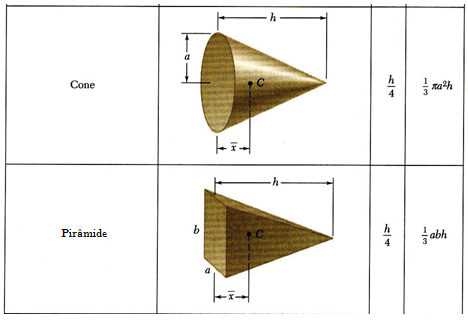 h
a
Cone
C
x̄
h/4
1/3 πa²h
h
b
Pirâmide
C
a
x̄
h/4
1/3 abh